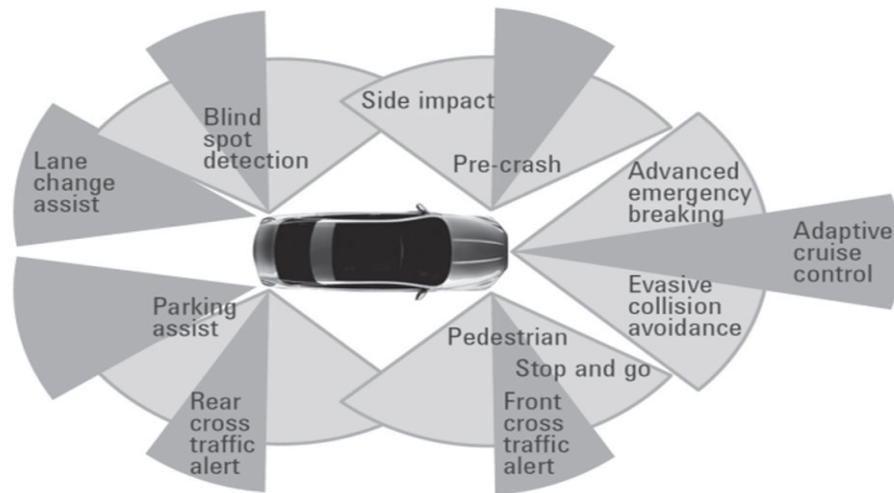 Side impact
Blind
spot
detection
Lane
change
assist
Pre-crash
Advanced
emergency
breaking
Adaptive
cruise
control
Evasive
collision
avoidance
Parking
assist
Pedestrian
Stop and go
Rear
cross
traffic
alert
Front
cross
traffic
alert